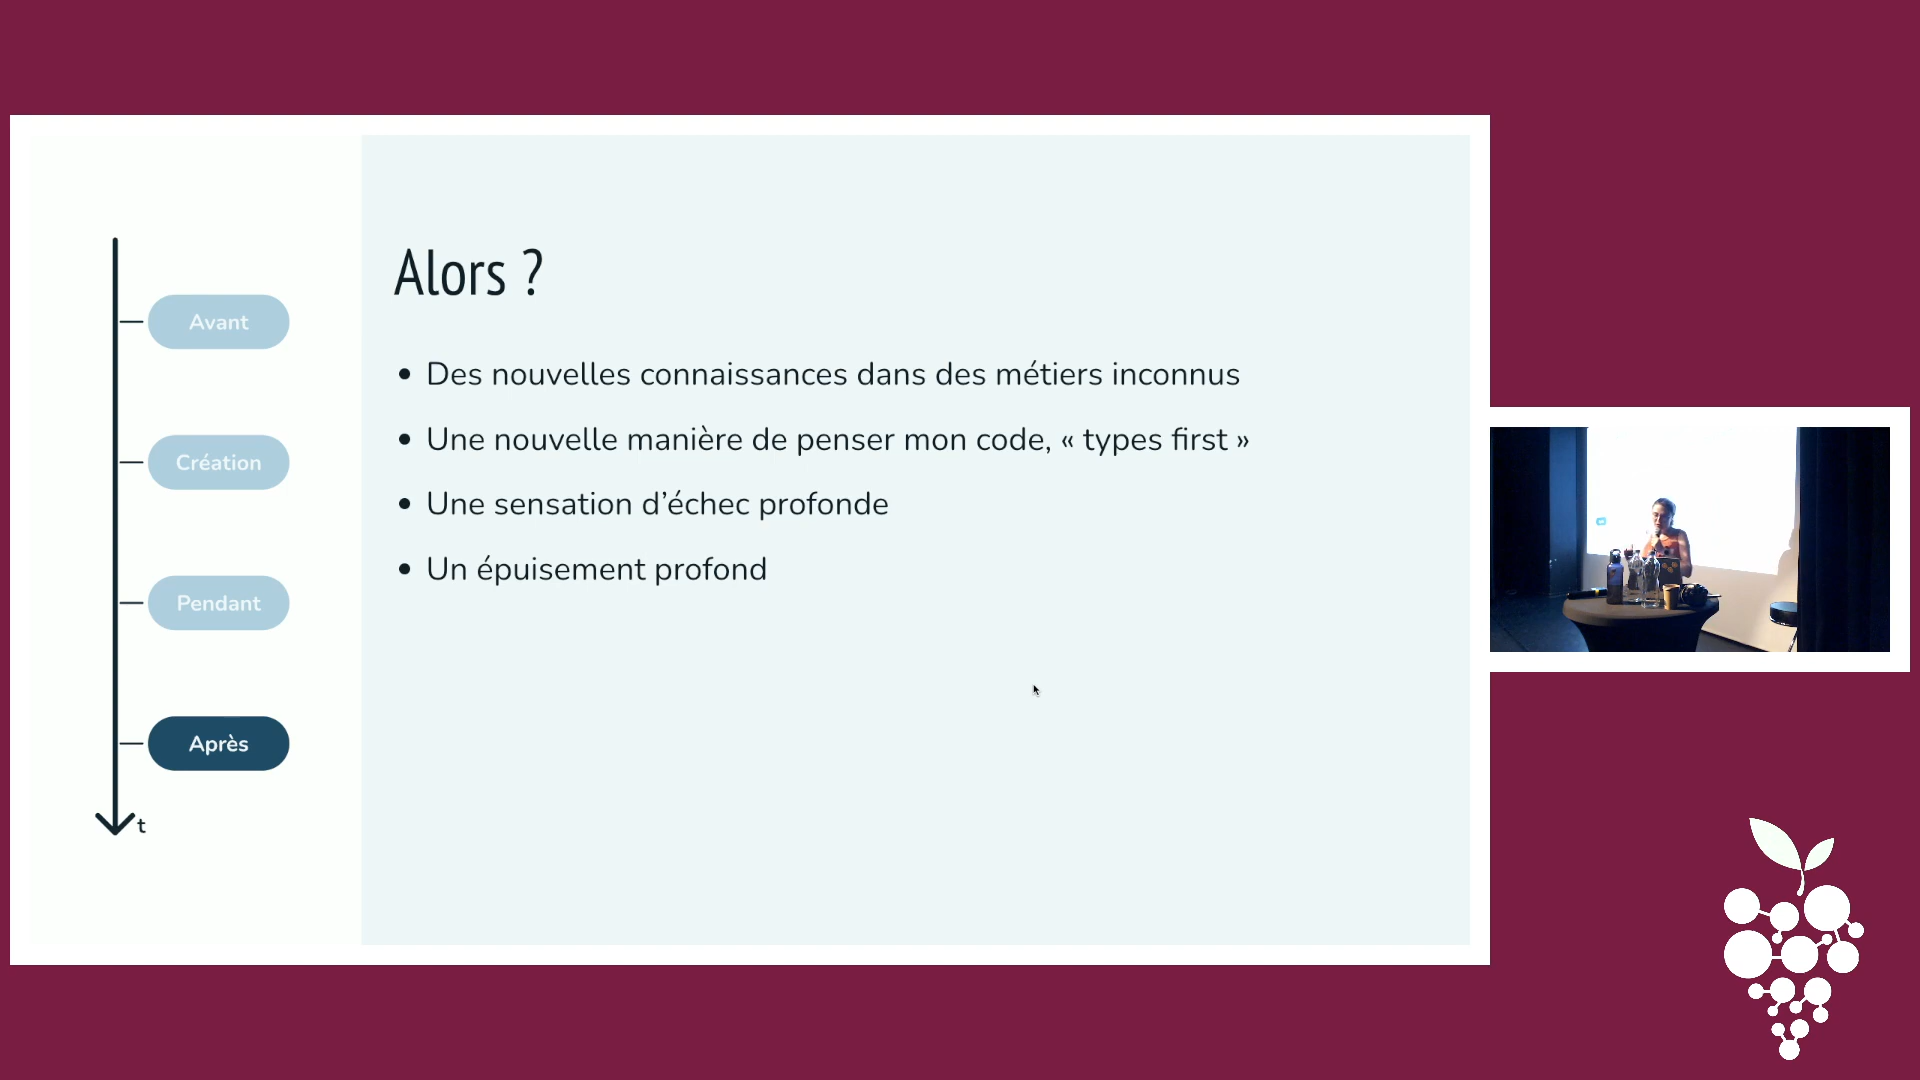 Avant
Création
Pendant
Après
t
Alors ?
• Des nouvelles connaissances dans des métiers inconnus
• Une nouvelle manière de penser mon code, « types first »
• Une sensation d’échec profonde
• Un épuisement profond